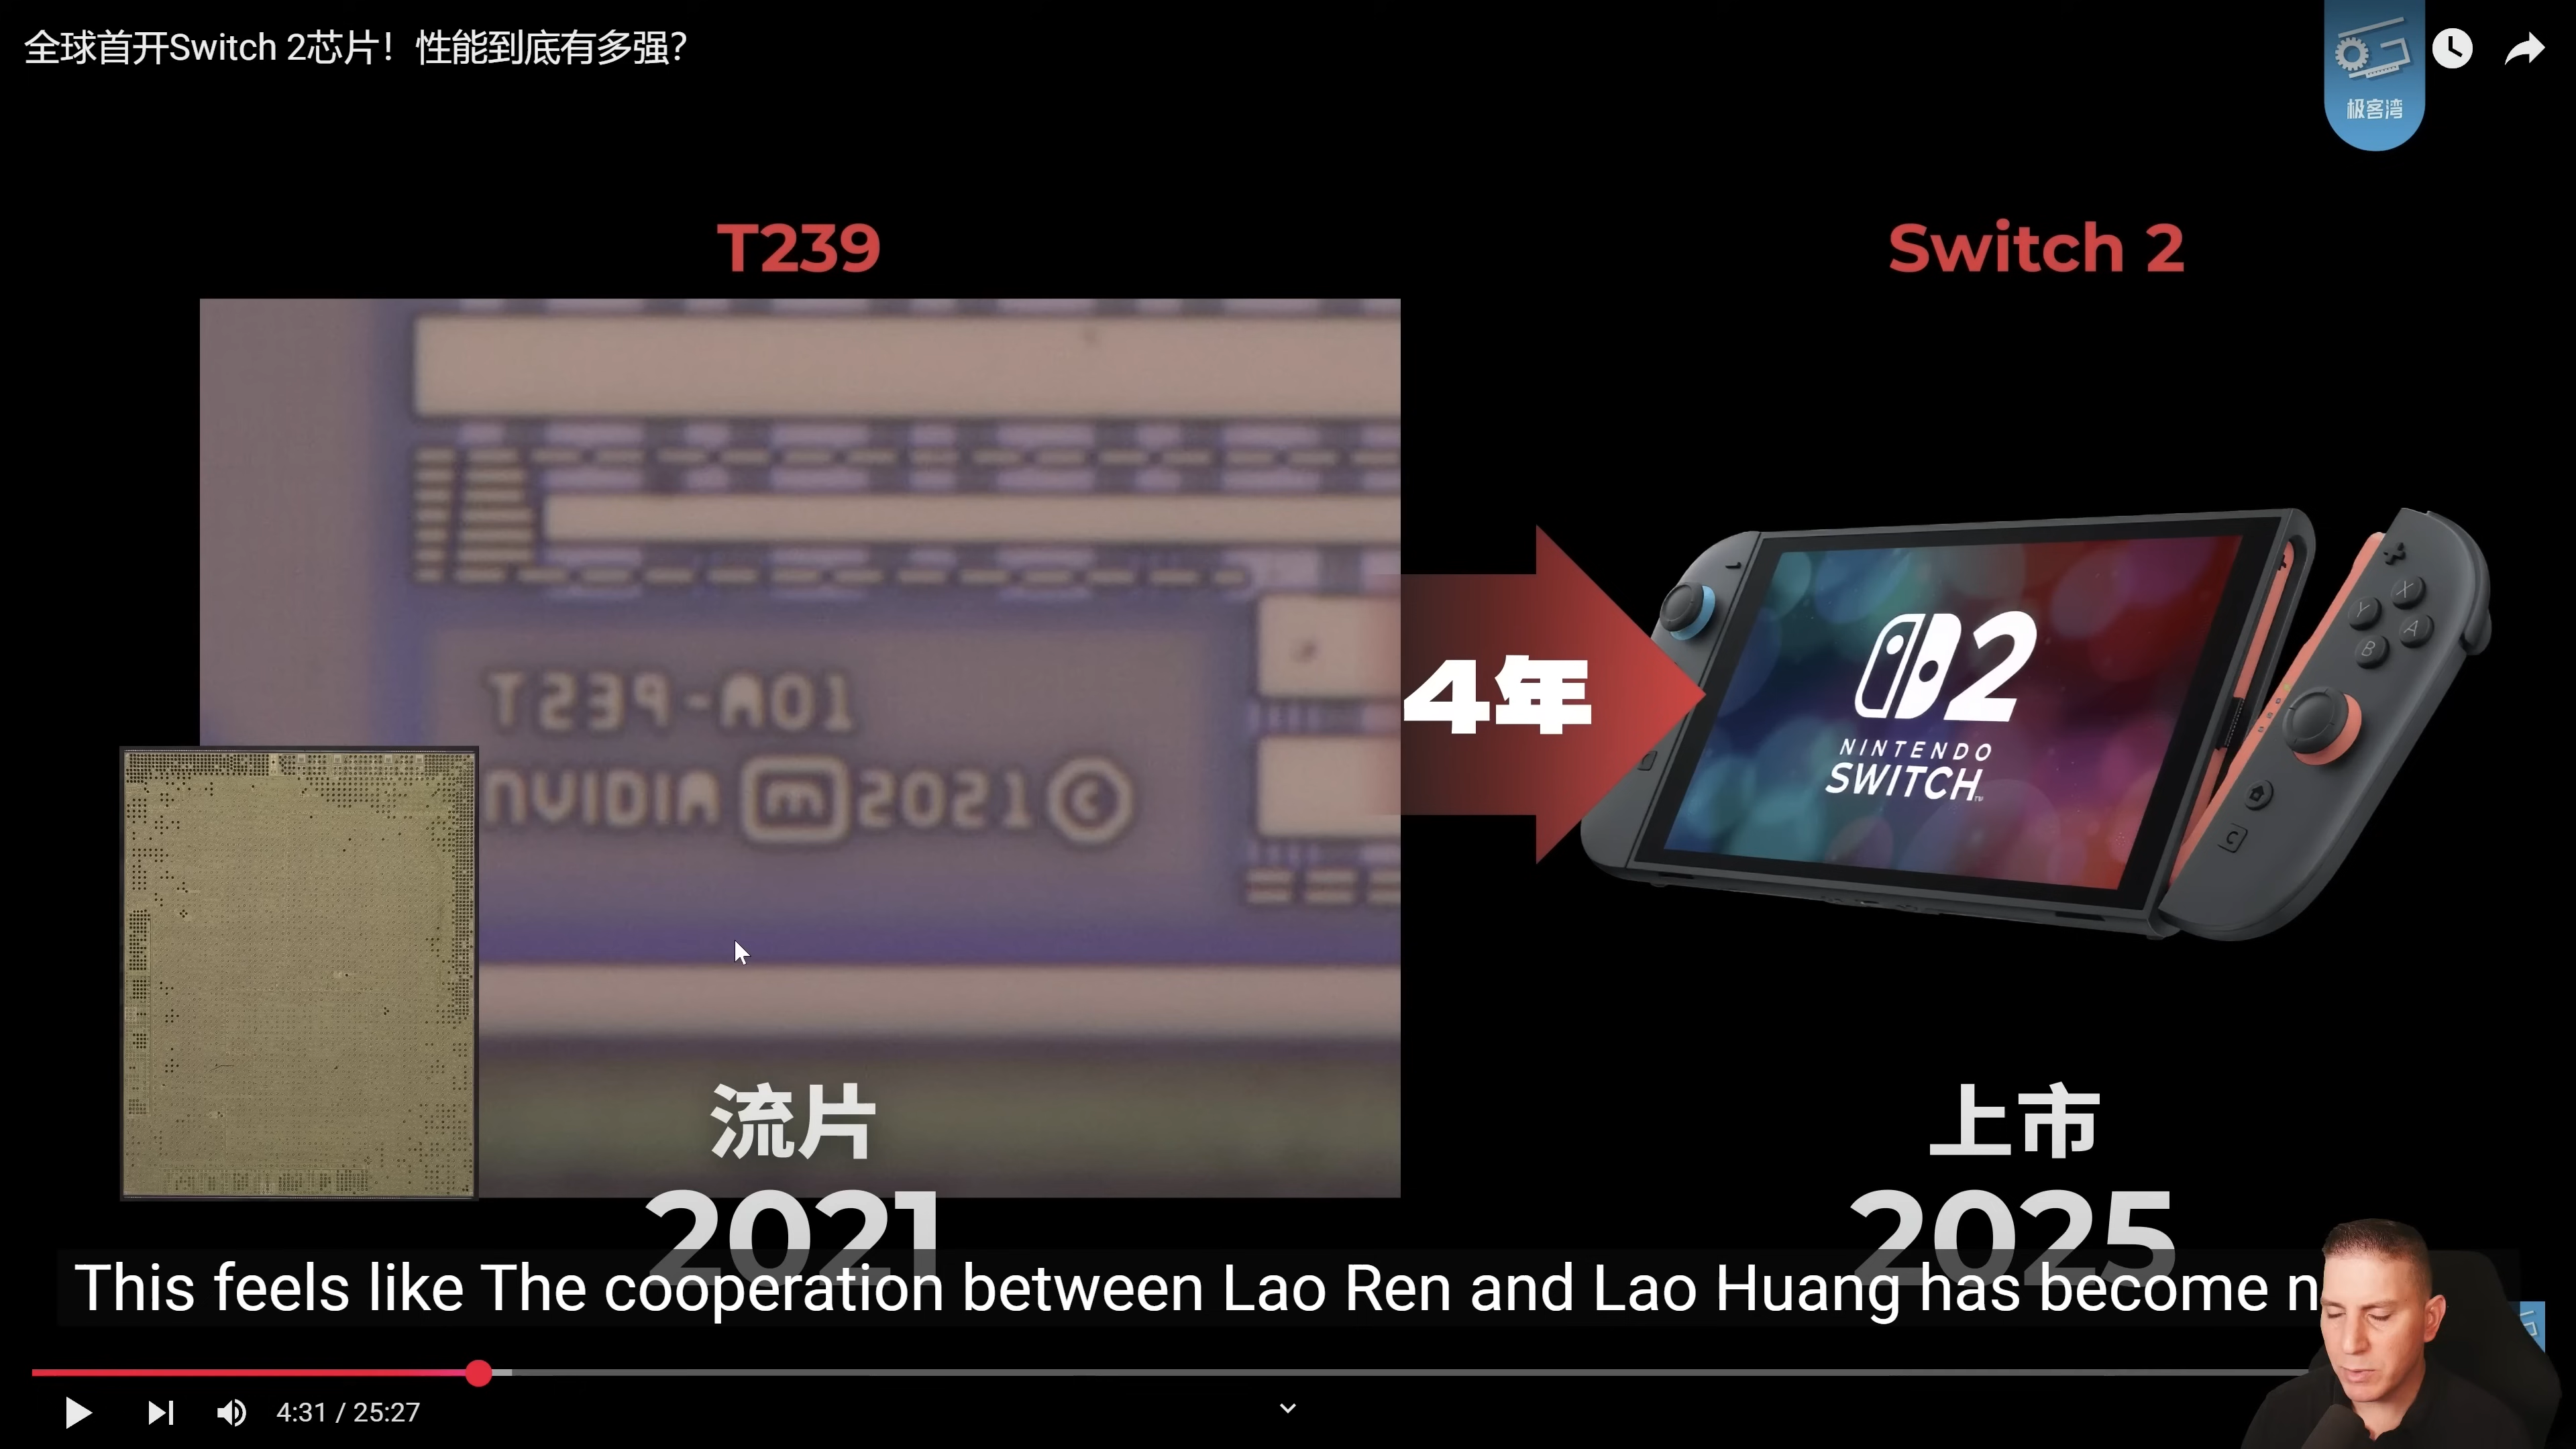 全球首开Switch 2芯片！性能到底有多强？
极客湾
T239
Switch 2
T239-A01
NVIDIA m 2021 c
4年
2
NINTENDO
SWITCH
X
Y
A
B
C
流片
2021
上市
2025
This feels like The cooperation between Lao Ren and Lao Huang has become n
4:31 / 25:27